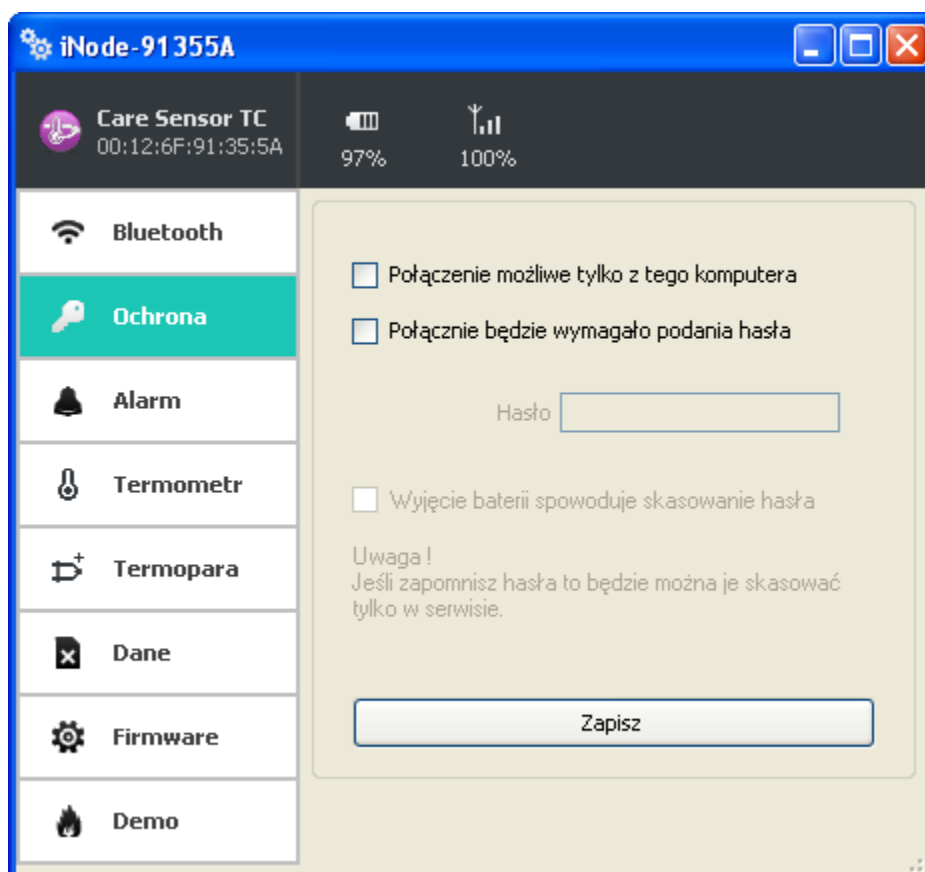 iNode-91355A
Care Sensor TC
00:12:6F:91:35:5A
97%
100%
Bluetooth
Ochrona
Alarm
Termometr
Termopara
Dane
Firmware
Demo
Połączenie możliwe tylko z tego komputera
Połącznie będzie wymagało podania hasła
Hasło
Wyjęcie baterii spowoduje skasowanie hasła
Uwaga !
Jeśli zapomnisz hasła to będzie można je skasować
tylko w serwisie.
Zapisz